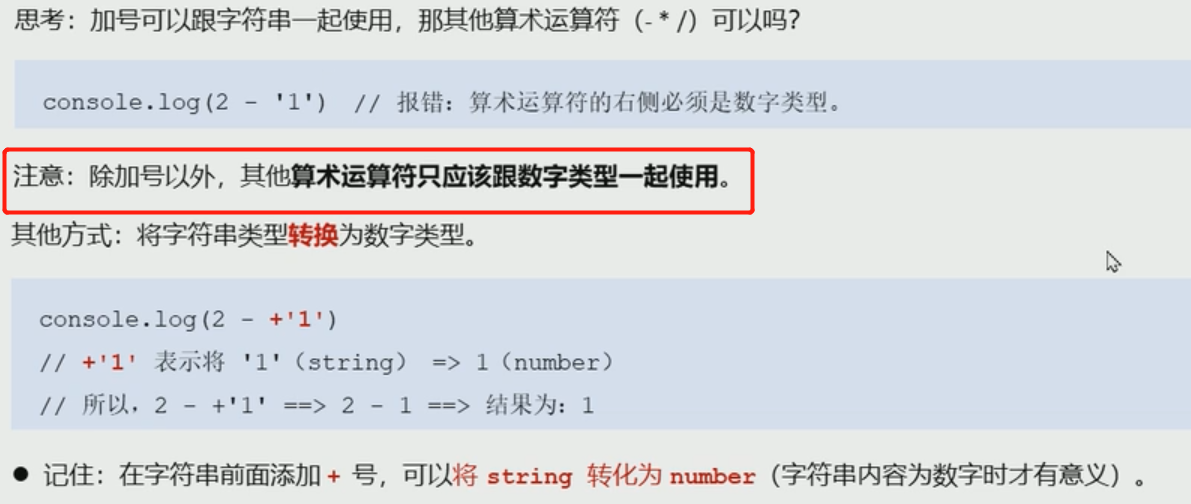 思考：加号可以跟字符串一起使用，那其他算术运算符（- * /）可以吗？
console.log(2 - '1') // 报错：算术运算符的右侧必须是数字类型。
注意：除加号以外，其他算术运算符只应该跟数字类型一起使用。
其他方式：将字符串类型转换为数字类型。
console.log(2 - +'1')
// +'1' 表示将 '1'（string） => 1（number）
// 所以，2 - +'1' ==> 2 - 1 ==> 结果为：1
● 记住：在字符串前面添加 + 号，可以将 string 转化为 number（字符串内容为数字时才有意义）。